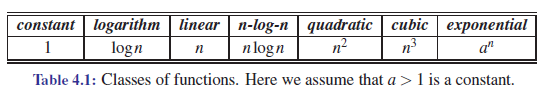 constant logarithm linear n-log-n quadratic cubic exponential
1 log n n n log n n² n³ aⁿ
Table 4.1: Classes of functions. Here we assume that a > 1 is a constant.